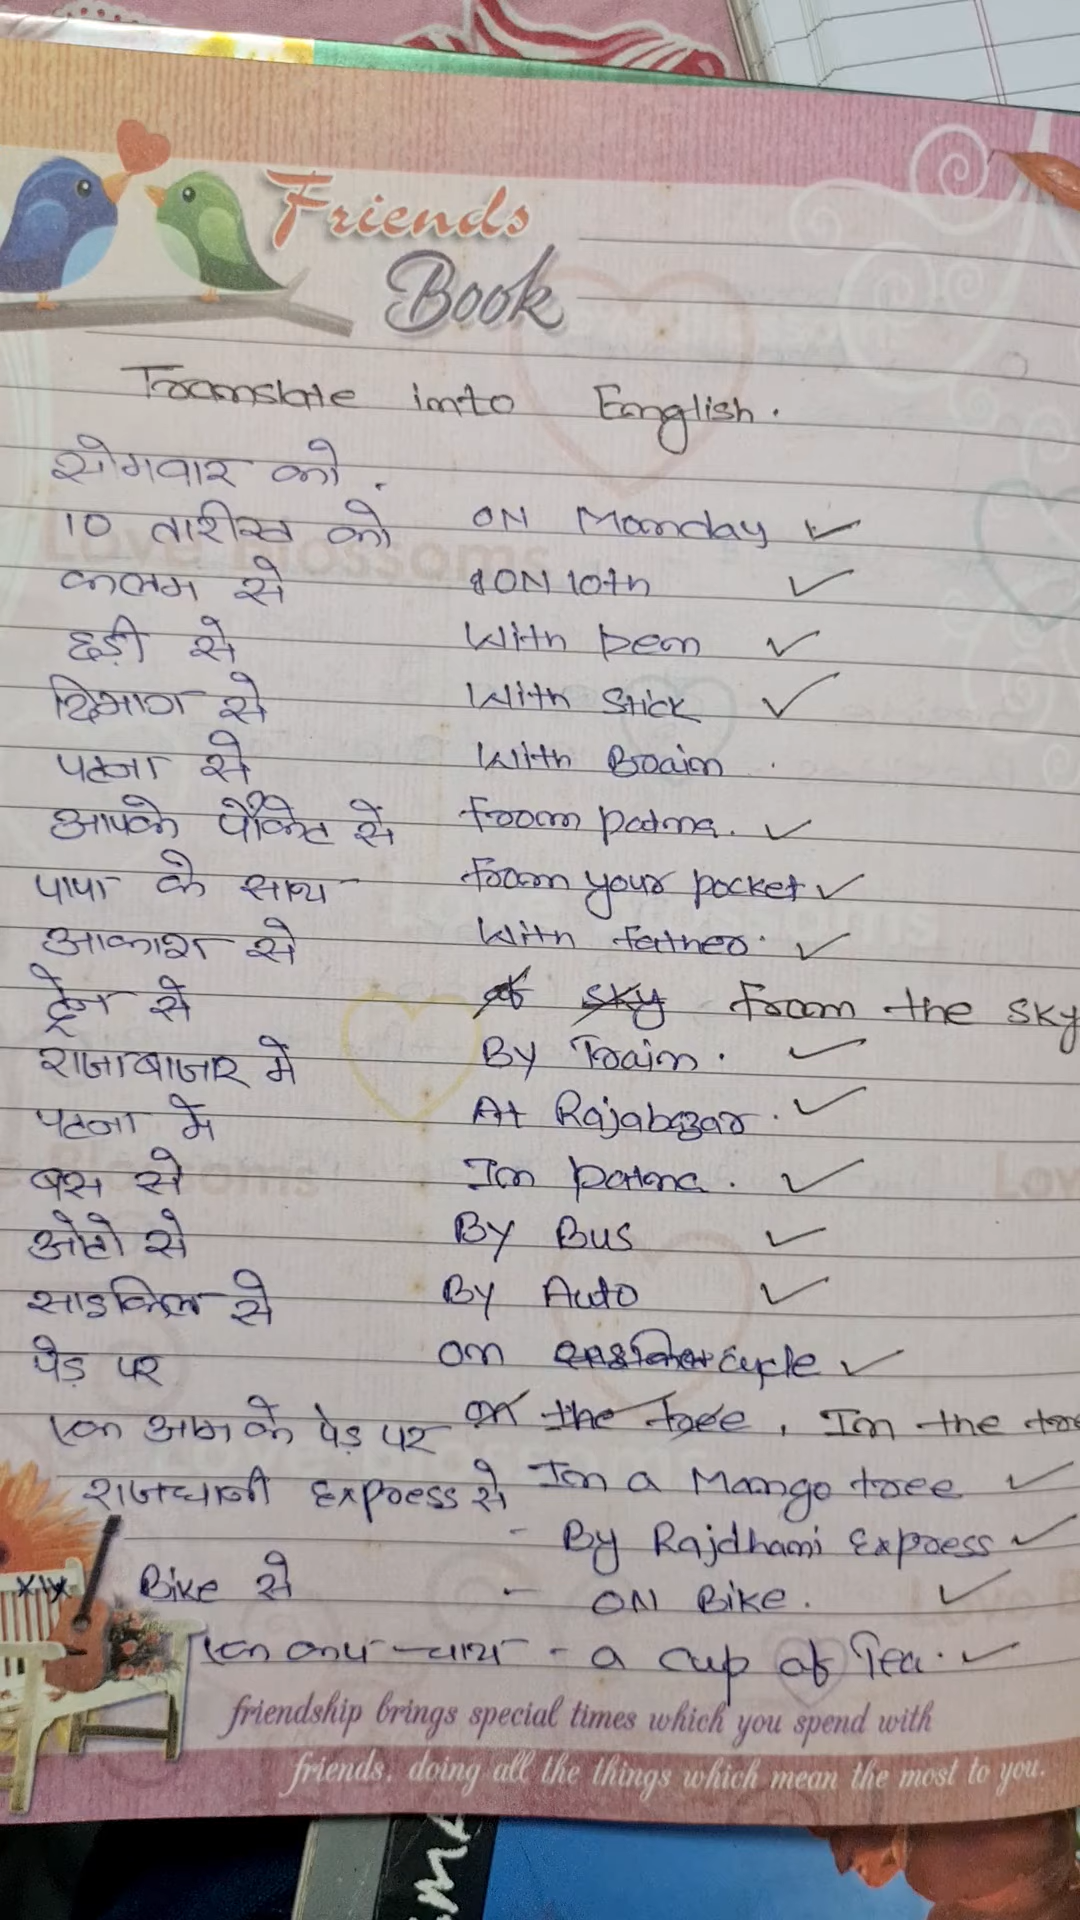 Friends
Book
Translate into English.
सोमवार को.
10 तारीख को ON Monday ✓
कलम से ON 10th ✓
छड़ी से With pen ✓
दिमाग से With Stick ✓
पटना से With Brain
आपके पॉकेट से From patna. ✓
पापा के साथ From your pocket ✓
आकाश से With father. ✓
ट्रेन से of sky From the sky
राजाबाजार में By Train. ✓
पटना में At Rajabazar. ✓
बस से In patna. ✓
ओटो से By Bus ✓
साइकिल से By Auto ✓
पेड़ पर on cycle ✓
एक आम के पेड़ पर on the tree, In the tre
राजधानी Express से In a Mango tree ✓
- By Rajdhani Express ✓
XIX Bike से - ON Bike. ✓
एक कप चाय - a cup of Tea. ✓
friendship brings special times which you spend with
friends, doing all the things which mean the most to you.